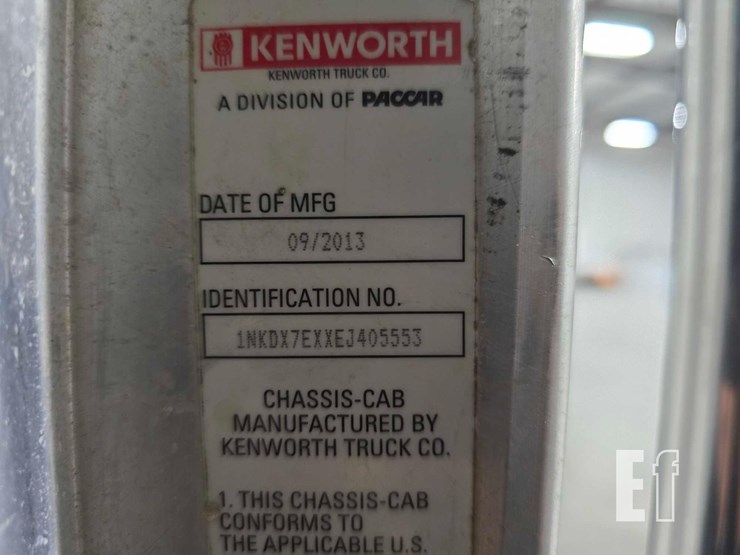 KENWORTH
KENWORTH TRUCK CO.
A DIVISION OF PACCAR
DATE OF MFG
09/2013
IDENTIFICATION NO.
1NKDX7EXXEJ405553
CHASSIS-CAB
MANUFACTURED BY
KENWORTH TRUCK CO.
1. THIS CHASSIS-CAB
CONFORMS TO
THE APPLICABLE U.S.
Ef